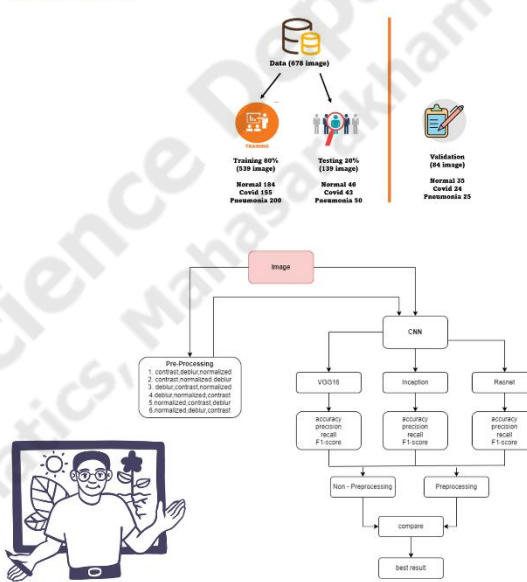 Data (678 image)
TRAINING
Training 80%
(539 image)
Normal 184
Covid 155
Pneumonia 200
Testing 20%
(139 image)
Normal 46
Covid 43
Pneumonia 50
Validation
(84 image)
Normal 35
Covid 24
Pneumonia 25
Image
Pre-Processing
1. contrast,deblur,normalized
2. contrast,normalized,deblur
3. deblur,contrast,normalized
4.deblur,normalized,contrast
5.normalized,contrast,deblur
6.normalized,deblur,contrast
CNN
VGG16
Inception
Resnet
accuracy
precision
recall
F1-score
accuracy
precision
recall
F1-score
accuracy
precision
recall
F1-score
Non - Preprocessing
Preprocessing
compare
best result